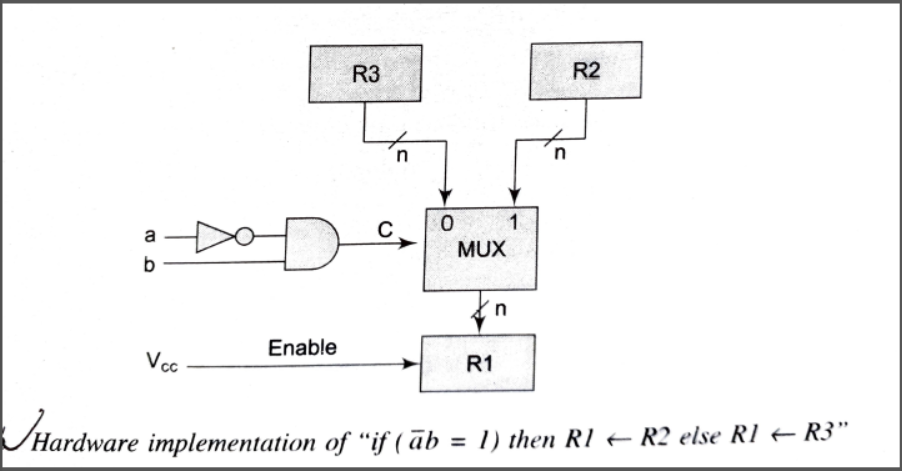 R3 R2
n n
0 1
a C MUX
b
n
Vcc Enable R1
Hardware implementation of “if ( a̅b = 1) then R1 ← R2 else R1 ← R3”